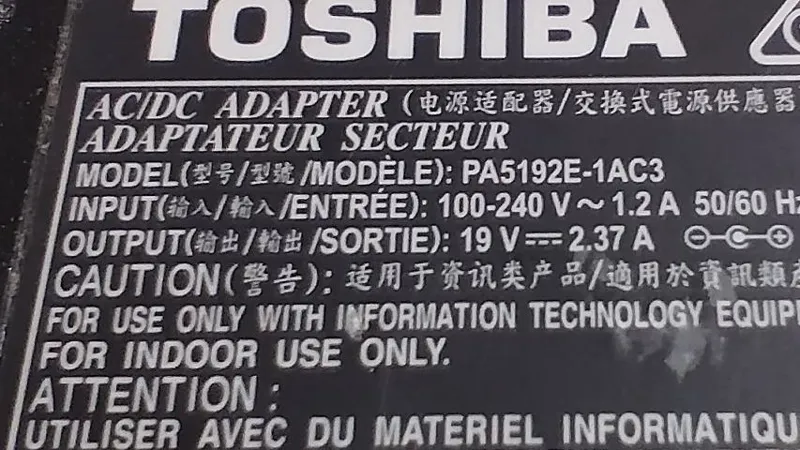 TOSHIBA
AC/DC ADAPTER (电源适配器/交換式電源供應器
ADAPTATEUR SECTEUR
MODEL(型号/型號/MODÈLE): PA5192E-1AC3
INPUT(输入/輸入/ENTRÉE): 100-240 V ~ 1.2 A 50/60 Hz
OUTPUT(输出/輸出/SORTIE): 19 V ⎓ 2.37 A
CAUTION(警告): 适用于资讯类产品/適用於資訊類產
FOR USE ONLY WITH INFORMATION TECHNOLOGY EQUIP
FOR INDOOR USE ONLY.
ATTENTION :
UTILISER AVEC DU MATERIEL INFORMATIQU